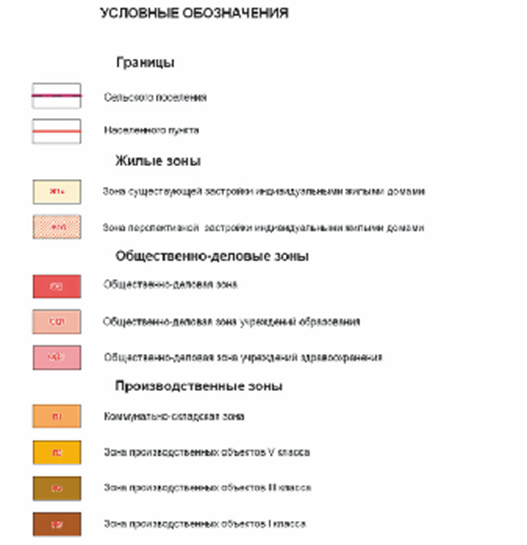 УСЛОВНЫЕ ОБОЗНАЧЕНИЯ
Границы
Сельского поселения
Населенного пункта
Жилые зоны
Зона существующей застройки индивидуальными жилыми домами
Зона перспективной застройки индивидуальными жилыми домами
Общественно-деловые зоны
Общественно-деловая зона
Общественно-деловая зона учреждений образования
Общественно-деловая зона учреждений здравоохранения
Производственные зоны
П1 Коммунально-складская зона
П2 Зона производственных объектов V класса
Зона производственных объектов III класса
Зона производственных объектов I класса